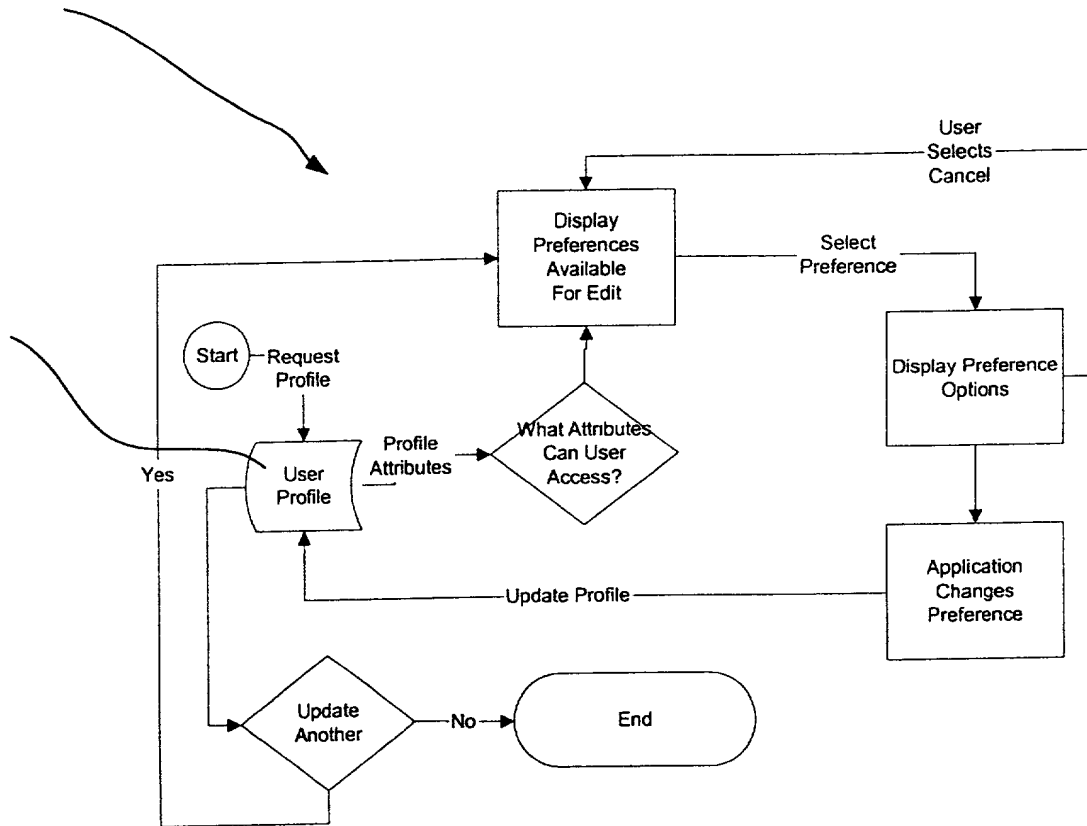 User
Selects
Cancel
Display
Preferences
Available
For Edit
Select
Preference
Start
Request
Profile
Display Preference
Options
What Attributes
Can User
Access?
Profile
Attributes
User
Profile
Yes
Application
Changes
Preference
Update Profile
Update
Another
No
End